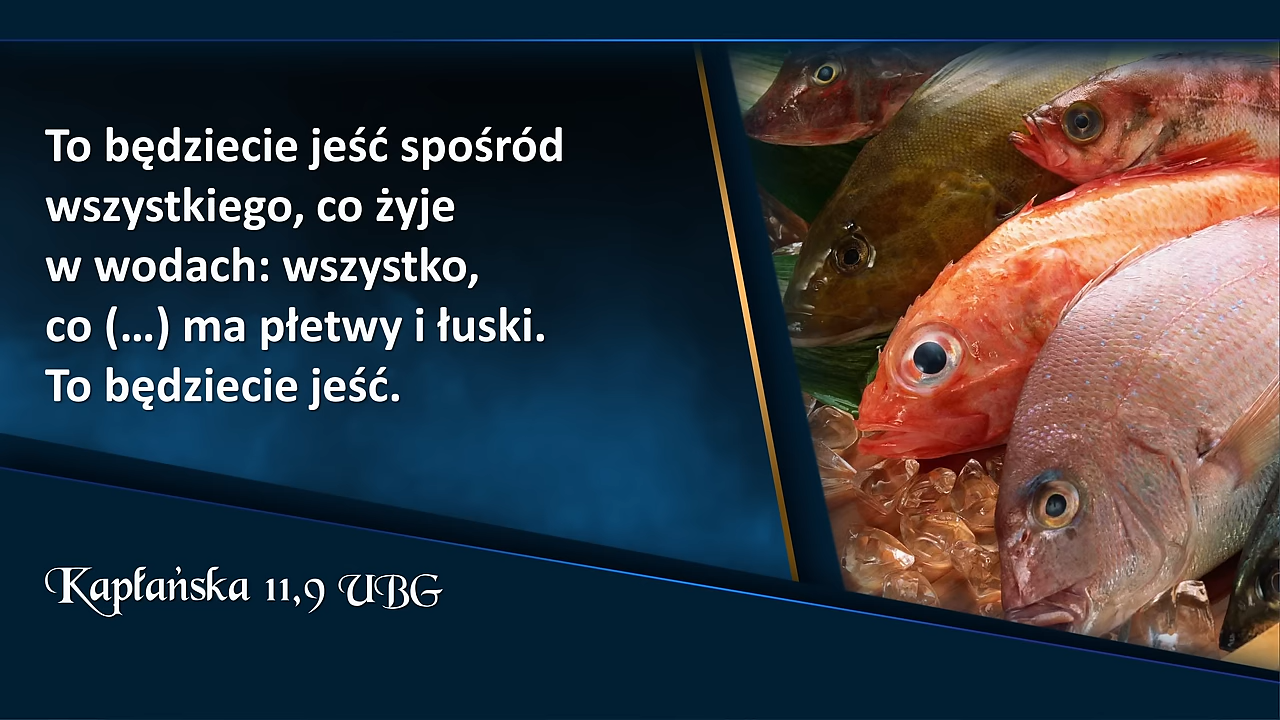 To będziecie jeść spośród
wszystkiego, co żyje
w wodach: wszystko,
co (...) ma płetwy i łuski.
To będziecie jeść.
Kapłańska 11,9 UBG